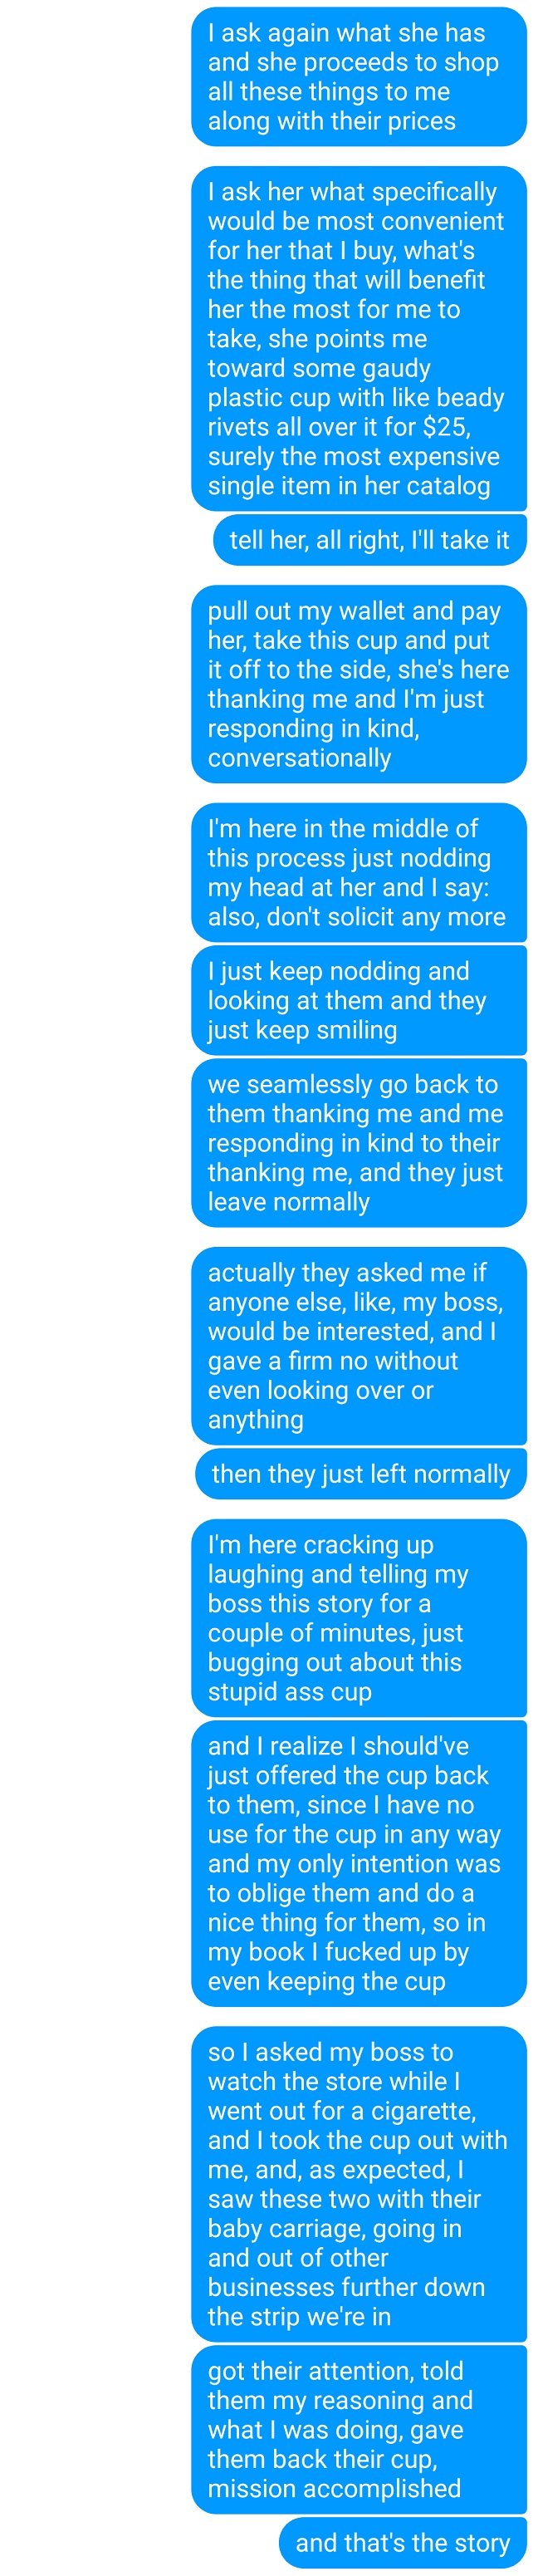 I ask again what she has
and she proceeds to shop
all these things to me
along with their prices
I ask her what specifically
would be most convenient
for her that I buy, what's
the thing that will benefit
her the most for me to
take, she points me
toward some gaudy
plastic cup with like beady
rivets all over it for $25,
surely the most expensive
single item in her catalog
tell her, all right, I'll take it
pull out my wallet and pay
her, take this cup and put
it off to the side, she's here
thanking me and I'm just
responding in kind,
conversationally
I'm here in the middle of
this process just nodding
my head at her and I say:
also, don't solicit any more
I just keep nodding and
looking at them and they
just keep smiling
we seamlessly go back to
them thanking me and me
responding in kind to their
thanking me, and they just
leave normally
actually they asked me if
anyone else, like, my boss,
would be interested, and I
gave a firm no without
even looking over or
anything
then they just left normally
I'm here cracking up
laughing and telling my
boss this story for a
couple of minutes, just
bugging out about this
stupid ass cup
and I realize I should've
just offered the cup back
to them, since I have no
use for the cup in any way
and my only intention was
to oblige them and do a
nice thing for them, so in
my book I fucked up by
even keeping the cup
so I asked my boss to
watch the store while I
went out for a cigarette,
and I took the cup out with
me, and, as expected, I
saw these two with their
baby carriage, going in
and out of other
businesses further down
the strip we're in
got their attention, told
them my reasoning and
what I was doing, gave
them back their cup,
mission accomplished
and that's the story